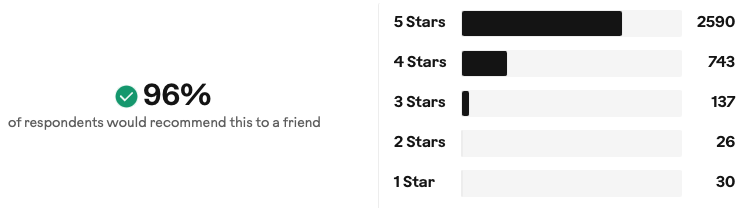 96%
of respondents would recommend this to a friend
5 Stars 2590
4 Stars 743
3 Stars 137
2 Stars 26
1 Star 30